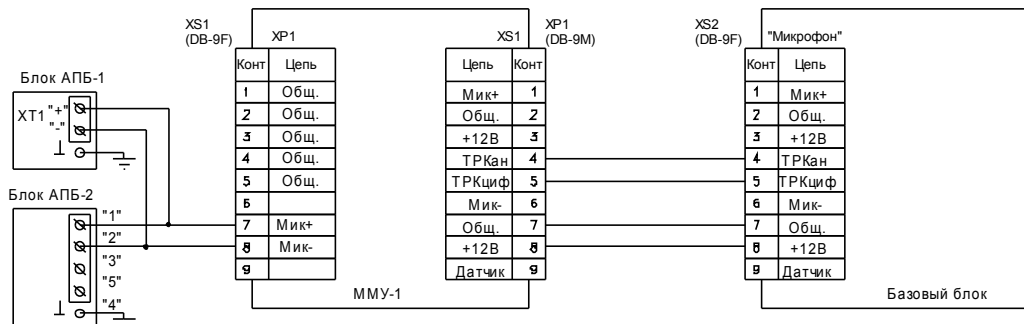 XS1
(DB-9F)
XP1
XS1
XP1
(DB-9M)
XS2
(DB-9F)
"Микрофон"
Конт Цепь
1 Общ.
2 Общ.
3 Общ.
4 Общ.
5 Общ.
6
7 Мик+
8 Мик-
9
Цепь Конт
Мик+ 1
Общ. 2
+12В 3
ТРКан 4
ТРКциф 5
Мик- 6
Общ. 7
+12В 8
Датчик 9
Конт Цепь
1 Мик+
2 Общ.
3 +12В
4 ТРКан
5 ТРКциф
6 Мик-
7 Общ.
8 +12В
9 Датчик
Блок АПБ-1
ХТ1 "+"
"-"
Блок АПБ-2
"1"
"2"
"3"
"5"
"4"
ММУ-1
Базовый блок